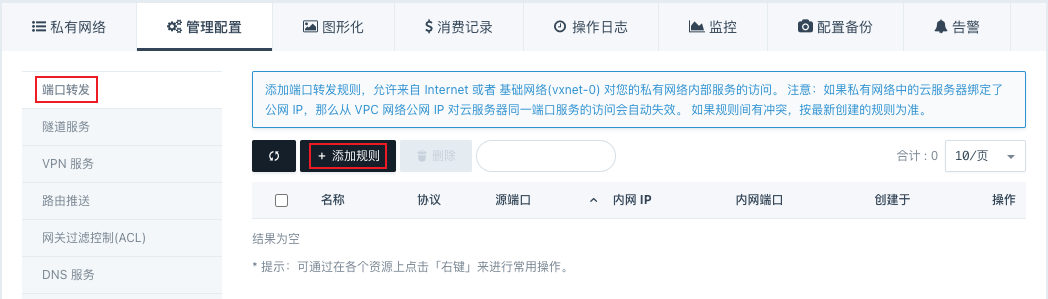 私有网络 管理配置 图形化 消费记录 操作日志 监控 配置备份 告警
端口转发
隧道服务
VPN 服务
路由推送
网关过滤控制(ACL)
DNS 服务
添加端口转发规则，允许来自 Internet 或者 基础网络(vxnet-0) 对您的私有网络内部服务的访问。 注意：如果私有网络中的云服务器绑定了
公网 IP，那么从 VPC 网络公网 IP 对云服务器同一端口服务的访问会自动失效。 如果规则间有冲突，按最新创建的规则为准。
+ 添加规则 删除 合计 : 0 10/页
名称 协议 源端口 内网 IP 内网端口 创建于 操作
结果为空
* 提示：可通过在各个资源上点击「右键」来进行常用操作。